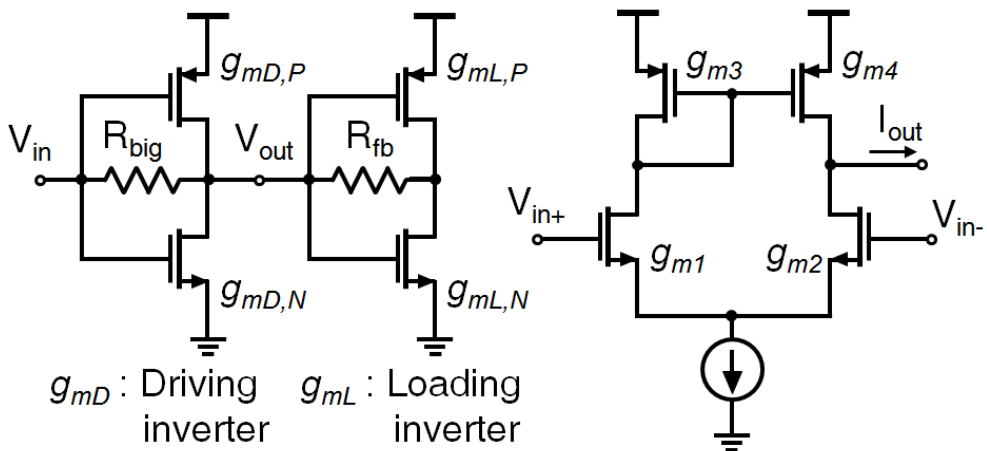 g_{mD,P}
g_{mL,P}
g_{m3}
g_{m4}
V_{in}
R_{big}
V_{out}
R_{fb}
I_{out}
V_{in+}
V_{in-}
g_{m1}
g_{m2}
g_{mD,N}
g_{mL,N}
g_{mD} : Driving
inverter
g_{mL} : Loading
inverter